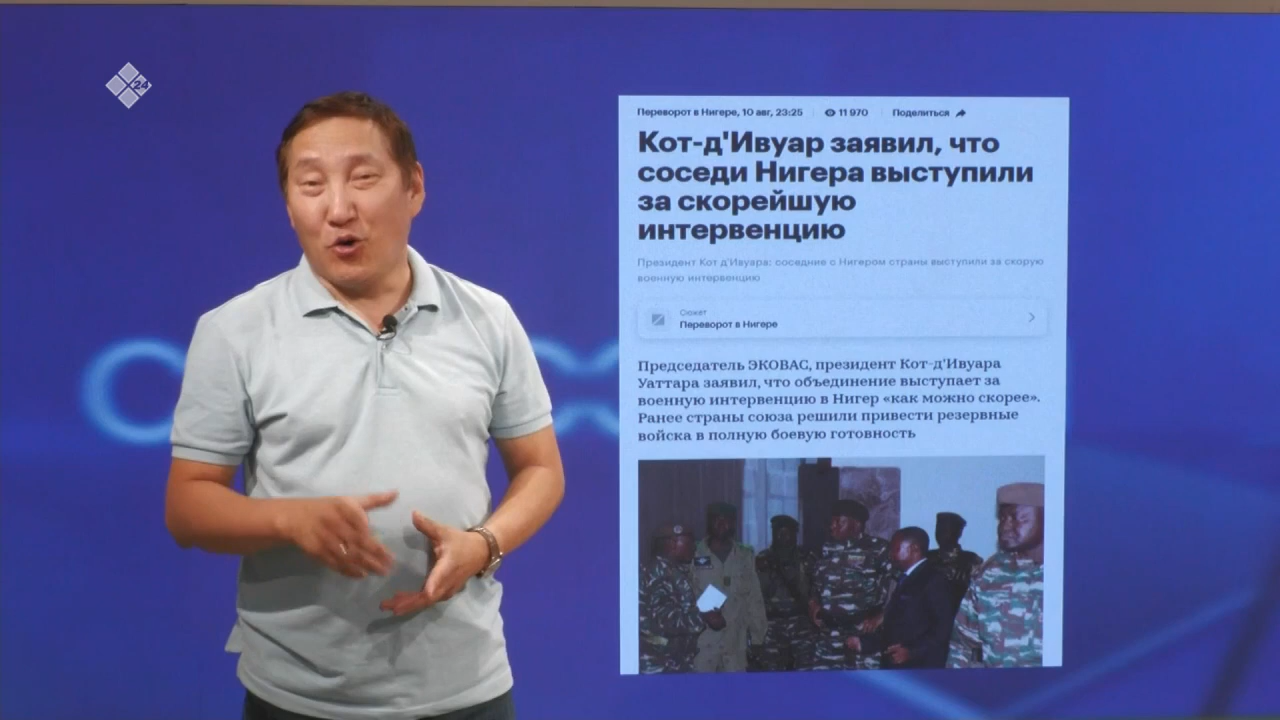 X24
Переворот в Нигере, 10 авг, 23:25 11 970 Поделиться
Кот-д'Ивуар заявил, что
соседи Нигера выступили
за скорейшую
интервенцию
Президент Кот д'Ивуара: соседние с Нигером страны выступили за скорую
военную интервенцию
Сюжет
Переворот в Нигере
Председатель ЭКОВАС, президент Кот-д'Ивуара
Уаттара заявил, что объединение выступает за
военную интервенцию в Нигер «как можно скорее».
Ранее страны союза решили привести резервные
войска в полную боевую готовность